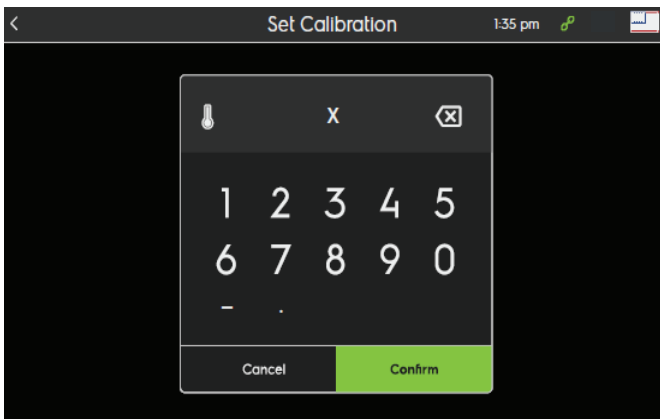 Set Calibration 1:35 pm
X
1 2 3 4 5
6 7 8 9 0
- .
Cancel Confirm